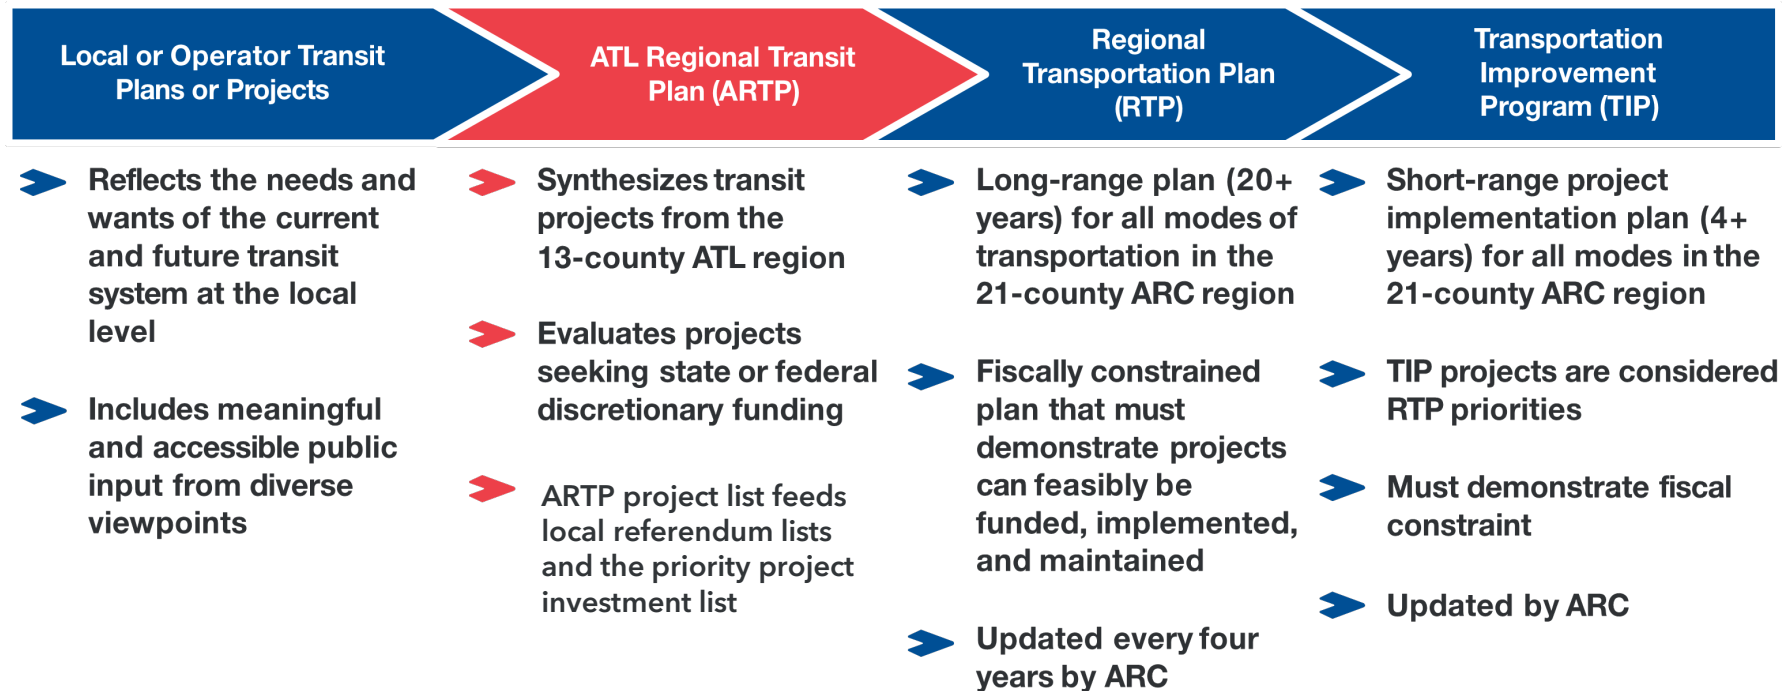 Local or Operator Transit
Plans or Projects
ATL Regional Transit
Plan (ARTP)
Regional
Transportation Plan
(RTP)
Transportation
Improvement
Program (TIP)
Reflects the needs and
wants of the current
and future transit
system at the local
level
Includes meaningful
and accessible public
input from diverse
viewpoints
Synthesizes transit
projects from the
13-county ATL region
Evaluates projects
seeking state or federal
discretionary funding
ARTP project list feeds
local referendum lists
and the priority project
investment list
Long-range plan (20+
years) for all modes of
transportation in the
21-county ARC region
Fiscally constrained
plan that must
demonstrate projects
can feasibly be
funded, implemented,
and maintained
Updated every four
years by ARC
Short-range project
implementation plan (4+
years) for all modes in the
21-county ARC region
TIP projects are considered
RTP priorities
Must demonstrate fiscal
constraint
Updated by ARC